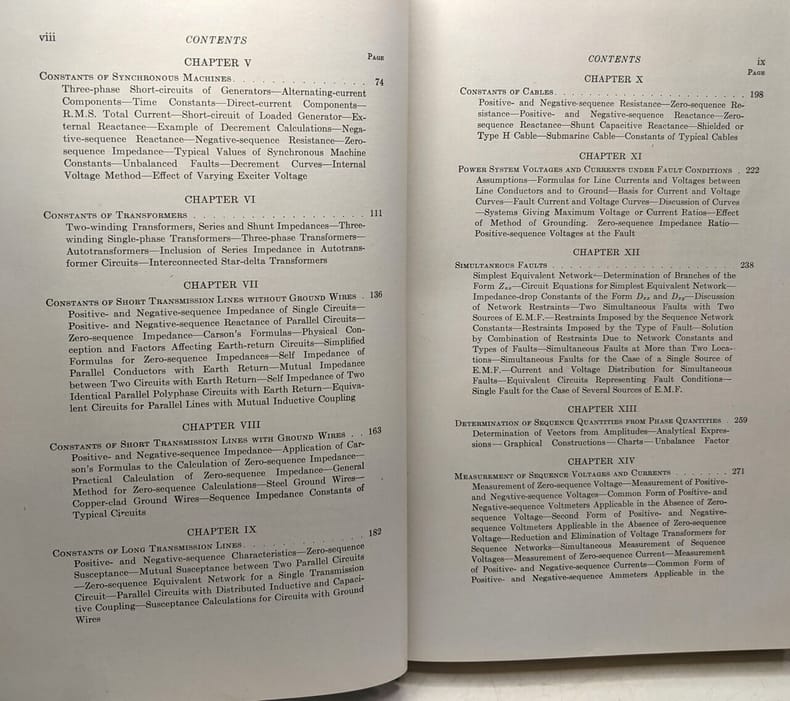 viii
CONTENTS
CHAPTER V
PAGE
CONSTANTS OF SYNCHRONOUS MACHINES . . . . . . . . . . . . . . 74
Three-phase Short-circuits of Generators—Alternating-current
Components—Time Constants—Direct-current Components—
R.M.S. Total Current—Short-circuit of Loaded Generator—Ex-
ternal Reactance—Example of Decrement Calculations—Nega-
tive-sequence Reactance—Negative-sequence Resistance—Zero-
sequence Impedance—Typical Values of Synchronous Machine
Constants—Unbalanced Faults—Decrement Curves—Internal
Voltage Method—Effect of Varying Exciter Voltage
CHAPTER VI
CONSTANTS OF TRANSFORMERS . . . . . . . . . . . . . . . . . . 111
Two-winding Transformers, Series and Shunt Impedances—Three-
winding Single-phase Transformers—Three-phase Transformers—
Autotransformers—Inclusion of Series Impedance in Autotrans-
former Circuits—Interconnected Star-delta Transformers
CHAPTER VII
CONSTANTS OF SHORT TRANSMISSION LINES WITHOUT GROUND WIRES . 136
Positive- and Negative-sequence Impedance of Single Circuits—
Positive- and Negative-sequence Reactance of Parallel Circuits—
Zero-sequence Impedance—Carson's Formulas—Physical Con-
ception and Factors Affecting Earth-return Circuits—Simplified
Formulas for Zero-sequence Impedances—Self Impedance of
Parallel Conductors with Earth Return—Mutual Impedance
between Two Circuits with Earth Return—Self Impedance of Two
Identical Parallel Polyphase Circuits with Earth Return—Equiva-
lent Circuits for Parallel Lines with Mutual Inductive Coupling
CHAPTER VIII
CONSTANTS OF SHORT TRANSMISSION LINES WITH GROUND WIRES . . 163
Positive- and Negative-sequence Impedance—Application of Car-
son's Formulas to the Calculation of Zero-sequence Impedance—
Practical Calculation of Zero-sequence Impedance—General
Method for Zero-sequence Calculations—Steel Ground Wires—
Copper-clad Ground Wires—Sequence Impedance Constants of
Typical Circuits
CHAPTER IX
CONSTANTS OF LONG TRANSMISSION LINES . . . . . . . . . . . . . 182
Positive- and Negative-sequence Characteristics—Zero-sequence
Susceptance—Mutual Susceptance between Two Parallel Circuits
—Zero-sequence Equivalent Network for a Single Transmission
Circuit—Parallel Circuits with Distributed Inductive and Capaci-
tive Coupling—Susceptance Calculations for Circuits with Ground
Wires
CONTENTS
ix
PAGE
CHAPTER X
CONSTANTS OF CABLES . . . . . . . . . . . . . . . . . . . . . 198
Positive- and Negative-sequence Resistance—Zero-sequence Re-
sistance—Positive- and Negative-sequence Reactance—Zero-
sequence Reactance—Shunt Capacitive Reactance—Shielded or
Type H Cable—Submarine Cable—Constants of Typical Cables
CHAPTER XI
POWER SYSTEM VOLTAGES AND CURRENTS UNDER FAULT CONDITIONS . 222
Assumptions—Formulas for Line Currents and Voltages between
Line Conductors and to Ground—Basis for Current and Voltage
Curves—Fault Current and Voltage Curves—Discussion of Curves
—Systems Giving Maximum Voltage or Current Ratios—Effect
of Method of Grounding. Zero-sequence Impedance Ratio—
Positive-sequence Voltages at the Fault
CHAPTER XII
SIMULTANEOUS FAULTS . . . . . . . . . . . . . . . . . . . . . 238
Simplest Equivalent Network—Determination of Branches of the
Form Zxx—Circuit Equations for Simplest Equivalent Network—
Impedance-drop Constants of the Form Dxx and Dxy—Discussion
of Network Restraints—Two Simultaneous Faults with Two
Sources of E.M.F.—Restraints Imposed by the Sequence Network
Constants—Restraints Imposed by the Type of Fault—Solution
by Combination of Restraints Due to Network Constants and
Types of Faults—Simultaneous Faults at More than Two Loca-
tions—Simultaneous Faults for the Case of a Single Source of
E.M.F.—Current and Voltage Distribution for Simultaneous
Faults—Equivalent Circuits Representing Fault Conditions—
Single Fault for the Case of Several Sources of E.M.F.
CHAPTER XIII
DETERMINATION OF SEQUENCE QUANTITIES FROM PHASE QUANTITIES . 259
Determination of Vectors from Amplitudes—Analytical Expres-
sions—Graphical Constructions—Charts—Unbalance Factor
CHAPTER XIV
MEASUREMENT OF SEQUENCE VOLTAGES AND CURRENTS . . . . . . . . 271
Measurement of Zero-sequence Voltage—Measurement of Positive-
and Negative-sequence Voltages—Common Form of Positive- and
Negative-sequence Voltmeters Applicable in the Absence of Zero-
sequence Voltage—Second Form of Positive- and Negative-
sequence Voltmeters Applicable in the Absence of Zero-sequence
Voltage—Reduction and Elimination of Voltage Transformers for
Sequence Networks—Simultaneous Measurement of Sequence
Voltages—Measurement of Zero-sequence Current—Measurement
of Positive- and Negative-sequence Currents—Common Form of
Positive- and Negative-sequence Ammeters Applicable in the